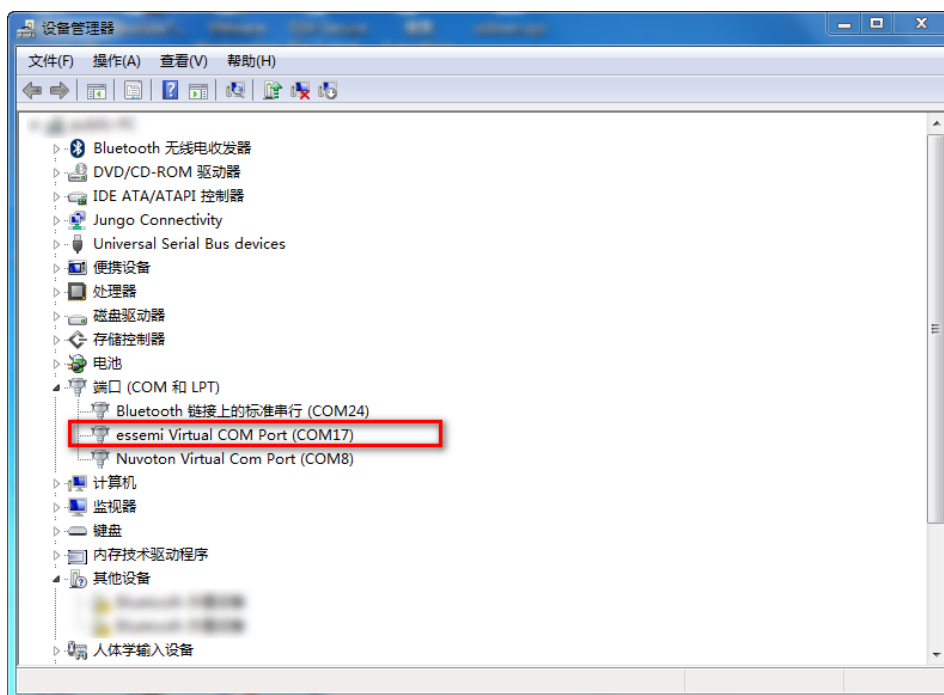 设备管理器
文件(F) 操作(A) 查看(V) 帮助(H)
Bluetooth 无线电收发器
DVD/CD-ROM 驱动器
IDE ATA/ATAPI 控制器
Jungo Connectivity
Universal Serial Bus devices
便携设备
处理器
磁盘驱动器
存储控制器
电池
端口 (COM 和 LPT)
Bluetooth 链接上的标准串行 (COM24)
essemi Virtual COM Port (COM17)
Nuvoton Virtual Com Port (COM8)
计算机
监视器
键盘
内存技术驱动程序
其他设备
人体学输入设备